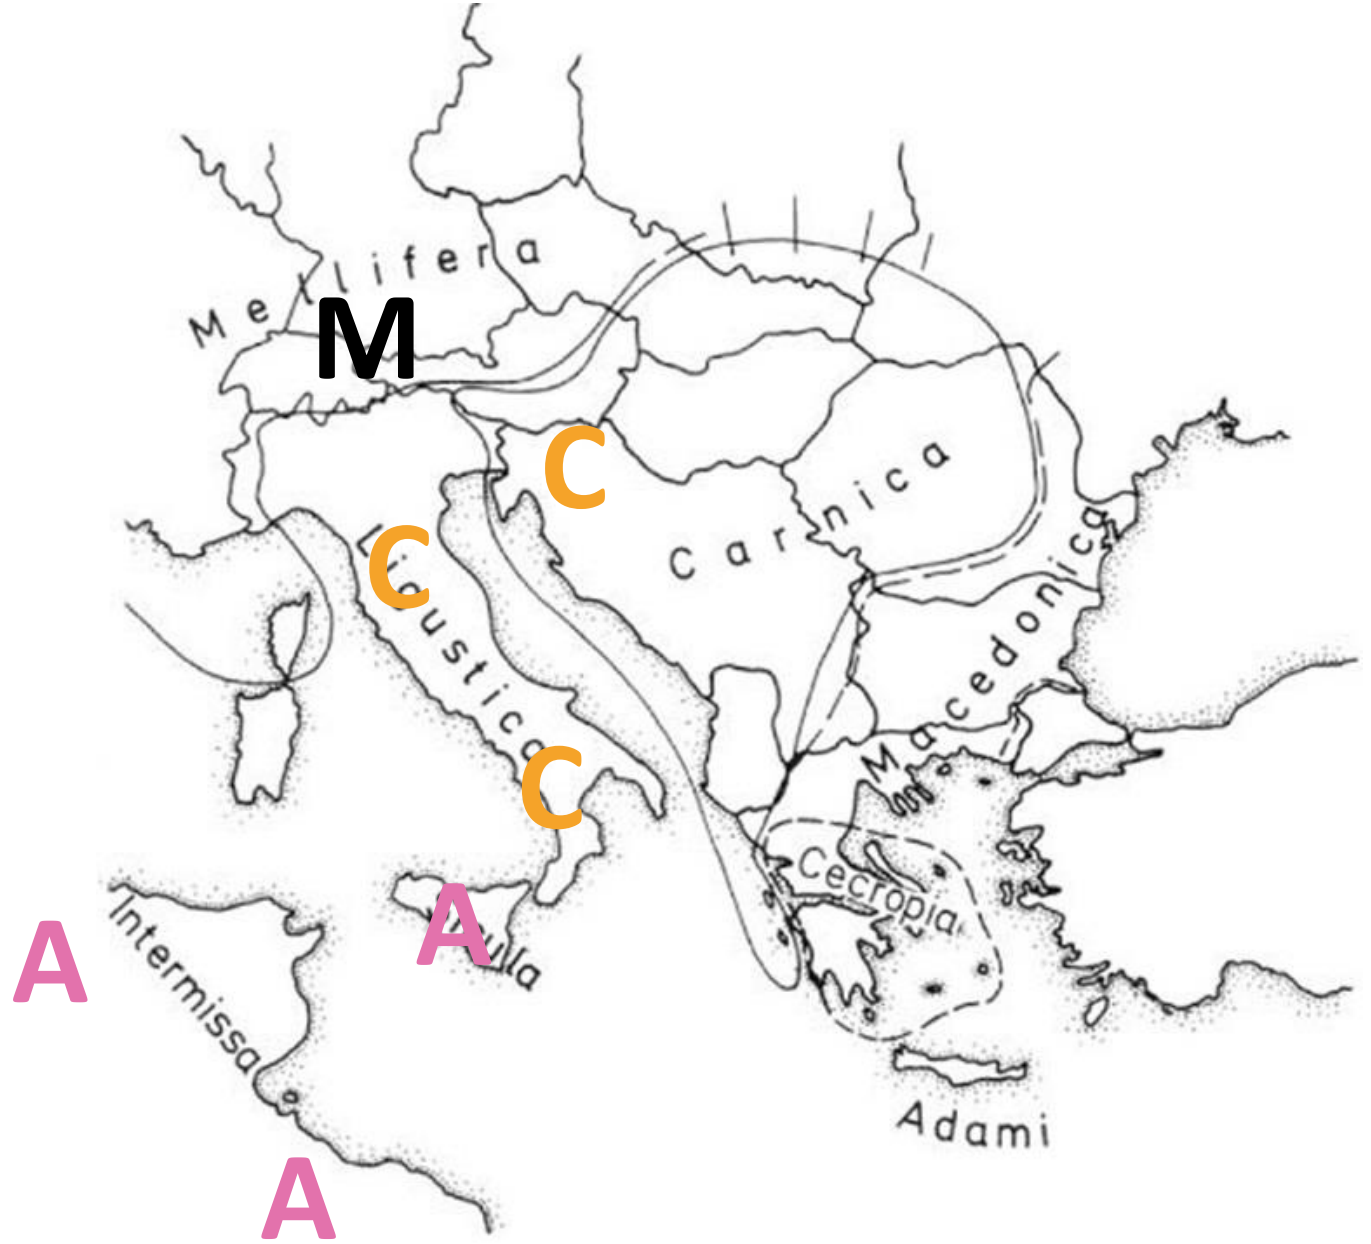 Mellifera
M
C
Carnica
C
Ligustica
Macedonica
C
Cecropia
A
A
Intermissa
Adami
A